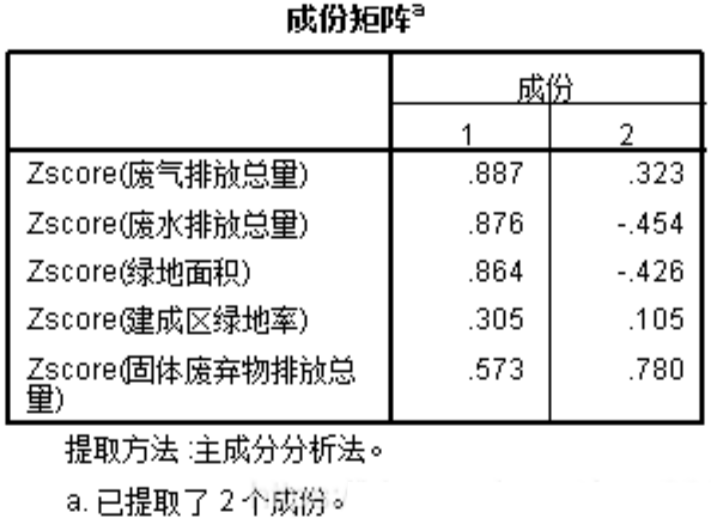 成份矩阵a
成份
1 2
Zscore(废气排放总量) .887 .323
Zscore(废水排放总量) .876 -.454
Zscore(绿地面积) .864 -.426
Zscore(建成区绿地率) .305 .105
Zscore(固体废弃物排放总 .573 .780
量)
提取方法 :主成分分析法。
a. 已提取了 2 个成份。